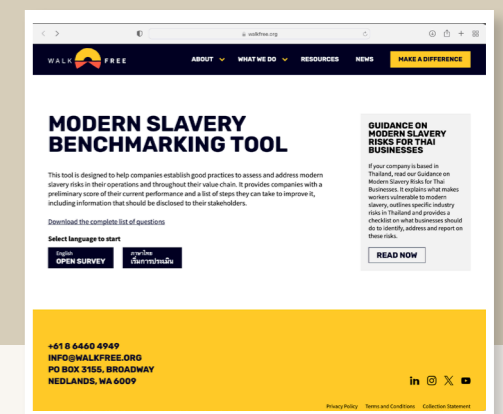 walkfree.org
WALK FREE
ABOUT
WHAT WE DO
RESOURCES
NEWS
MAKE A DIFFERENCE
MODERN SLAVERY
BENCHMARKING TOOL
This tool is designed to help companies establish good practices to assess and address modern
slavery risks in their operations and throughout their value chain. It provides companies with a
preliminary score of their current performance and a list of steps they can take to improve it,
including information that should be disclosed to their stakeholders.
Download the complete list of questions
Select language to start
English
OPEN SURVEY
ภาษาไทย
เริ่มการประเมิน
GUIDANCE ON
MODERN SLAVERY
RISKS FOR THAI
BUSINESSES
If your company is based in
Thailand, read our Guidance on
Modern Slavery Risks for Thai
Businesses. It explains what makes
workers vulnerable to modern
slavery, outlines specific industry
risks in Thailand and provides a
checklist on what businesses should
do to identify, address and report on
these risks.
READ NOW
+61 8 6460 4949
INFO@WALKFREE.ORG
PO BOX 3155, BROADWAY
NEDLANDS, WA 6009
Privacy Policy Terms and Conditions Collection Statement